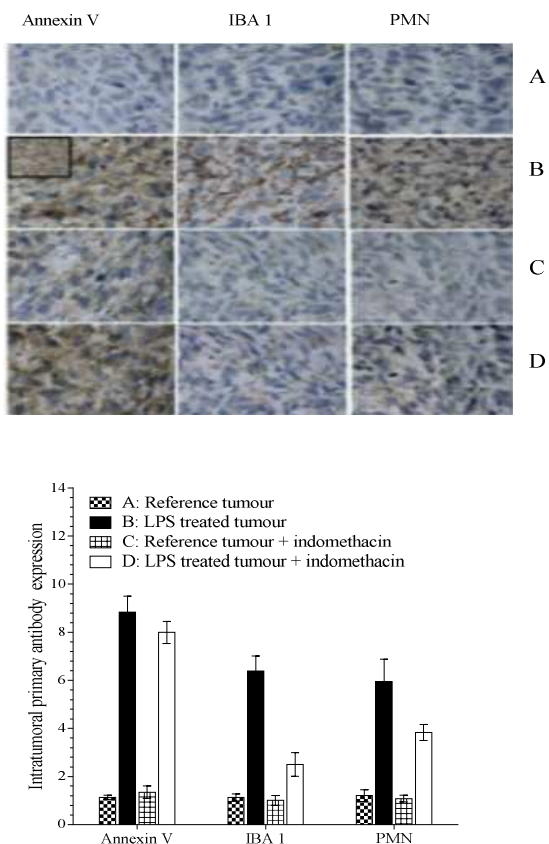 Annexin V IBA 1 PMN
A
B
C
D
Intratumoral primary antibody expression
14
12
10
8
6
4
2
0
A: Reference tumour
B: LPS treated tumour
C: Reference tumour + indomethacin
D: LPS treated tumour + indomethacin
Annexin V IBA 1 PMN